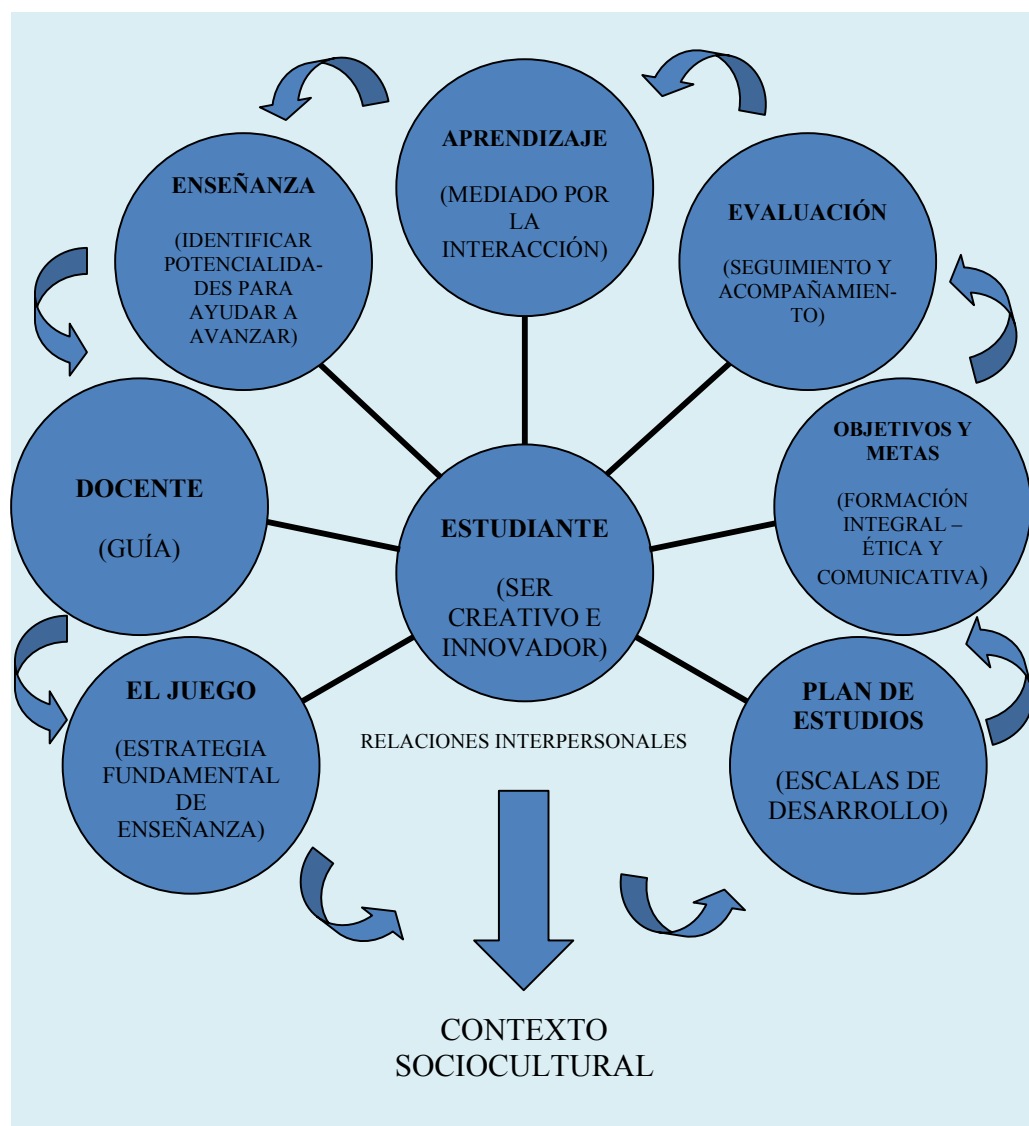 APRENDIZAJE
(MEDIADO POR
LA
INTERACCIÓN)
ENSEÑANZA
(IDENTIFICAR
POTENCIALIDA-
DES PARA
AYUDAR A
AVANZAR)
EVALUACIÓN
(SEGUIMIENTO Y
ACOMPAÑAMIEN-
TO)
DOCENTE
(GUÍA)
ESTUDIANTE
(SER
CREATIVO E
INNOVADOR)
OBJETIVOS Y
METAS
(FORMACIÓN
INTEGRAL –
ÉTICA Y
COMUNICATIVA)
EL JUEGO
(ESTRATEGIA
FUNDAMENTAL
DE
ENSEÑANZA)
RELACIONES INTERPERSONALES
PLAN DE
ESTUDIOS
(ESCALAS DE
DESARROLLO)
CONTEXTO
SOCIOCULTURAL